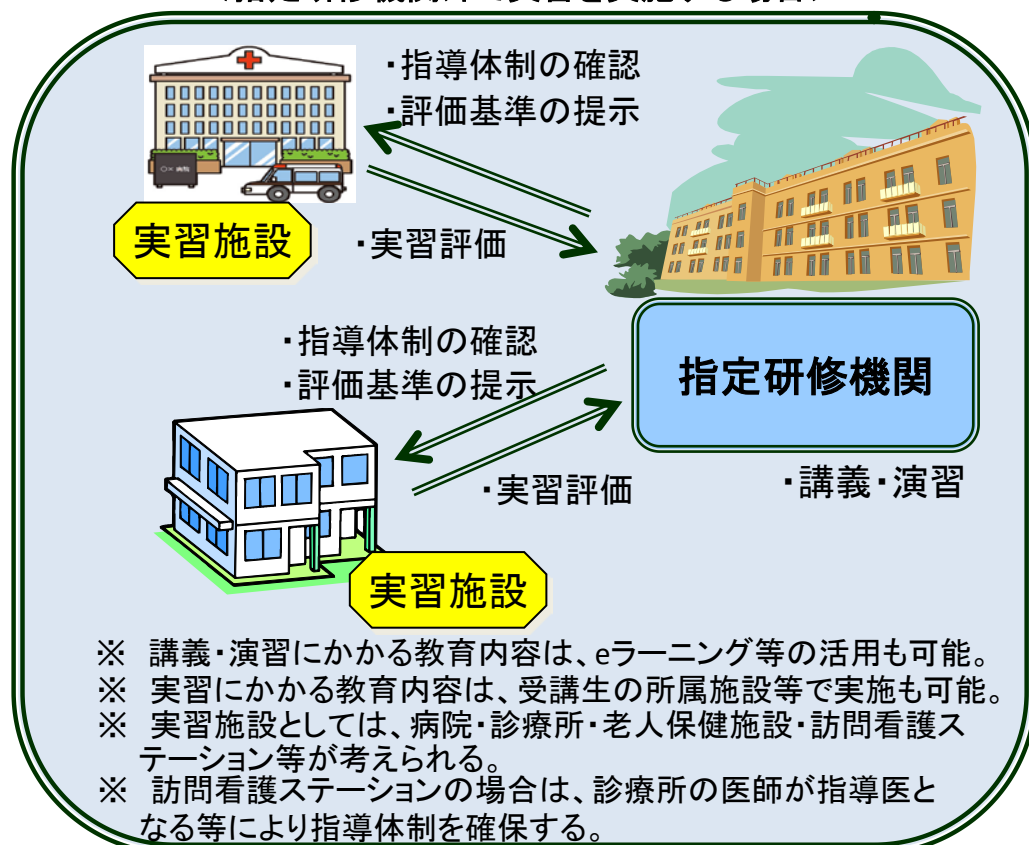 ・指導体制の確認
・評価基準の提示
実習施設
・実習評価
・指導体制の確認
・評価基準の提示
指定研修機関
・実習評価
・講義・演習
実習施設
※　講義・演習にかかる教育内容は、eラーニング等の活用も可能。
※　実習にかかる教育内容は、受講生の所属施設等で実施も可能。
※　実習施設としては、病院・診療所・老人保健施設・訪問看護ス
テーション等が考えられる。
※　訪問看護ステーションの場合は、診療所の医師が指導医と
なる等により指導体制を確保する。